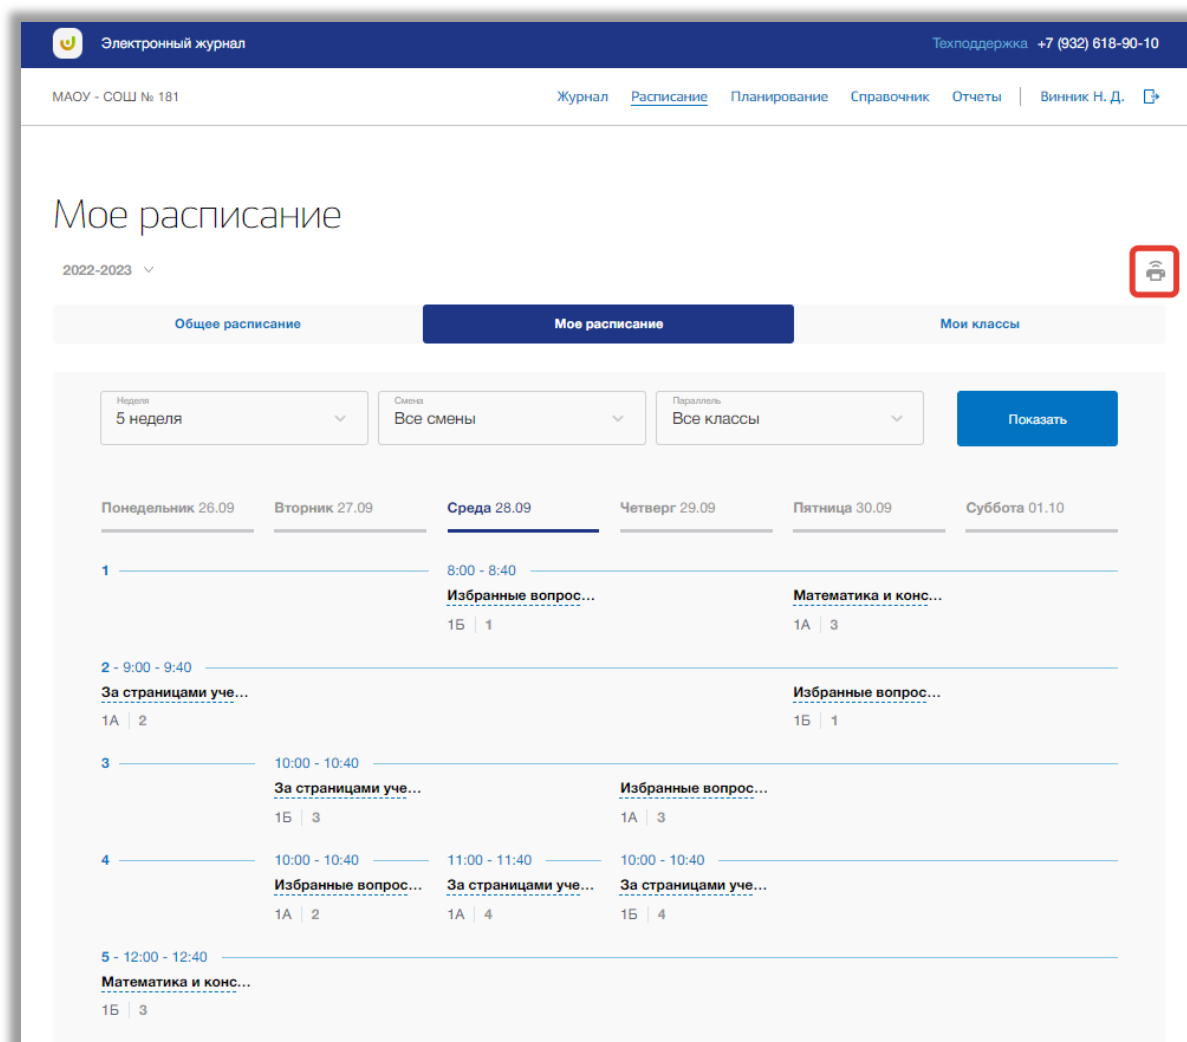 Электронный журнал Техподдержка +7 (932) 618-90-10
МАОУ - СОШ № 181 Журнал Расписание Планирование Справочник Отчеты Винник Н. Д.
Мое расписание
2022-2023
Общее расписание Мое расписание Мои классы
Неделя Смена Параллель
5 неделя Все смены Все классы Показать
Понедельник 26.09 Вторник 27.09 Среда 28.09 Четверг 29.09 Пятница 30.09 Суббота 01.10
1 8:00 - 8:40
Избранные вопрос... Математика и конс...
1Б 1 1А 3
2 - 9:00 - 9:40
За страницами уче... Избранные вопрос...
1А 2 1Б 1
3 10:00 - 10:40
За страницами уче... Избранные вопрос...
1Б 3 1А 3
4 10:00 - 10:40 11:00 - 11:40 10:00 - 10:40
Избранные вопрос... За страницами уче... За страницами уче...
1А 2 1А 4 1Б 4
5 - 12:00 - 12:40
Математика и конс...
1Б 3